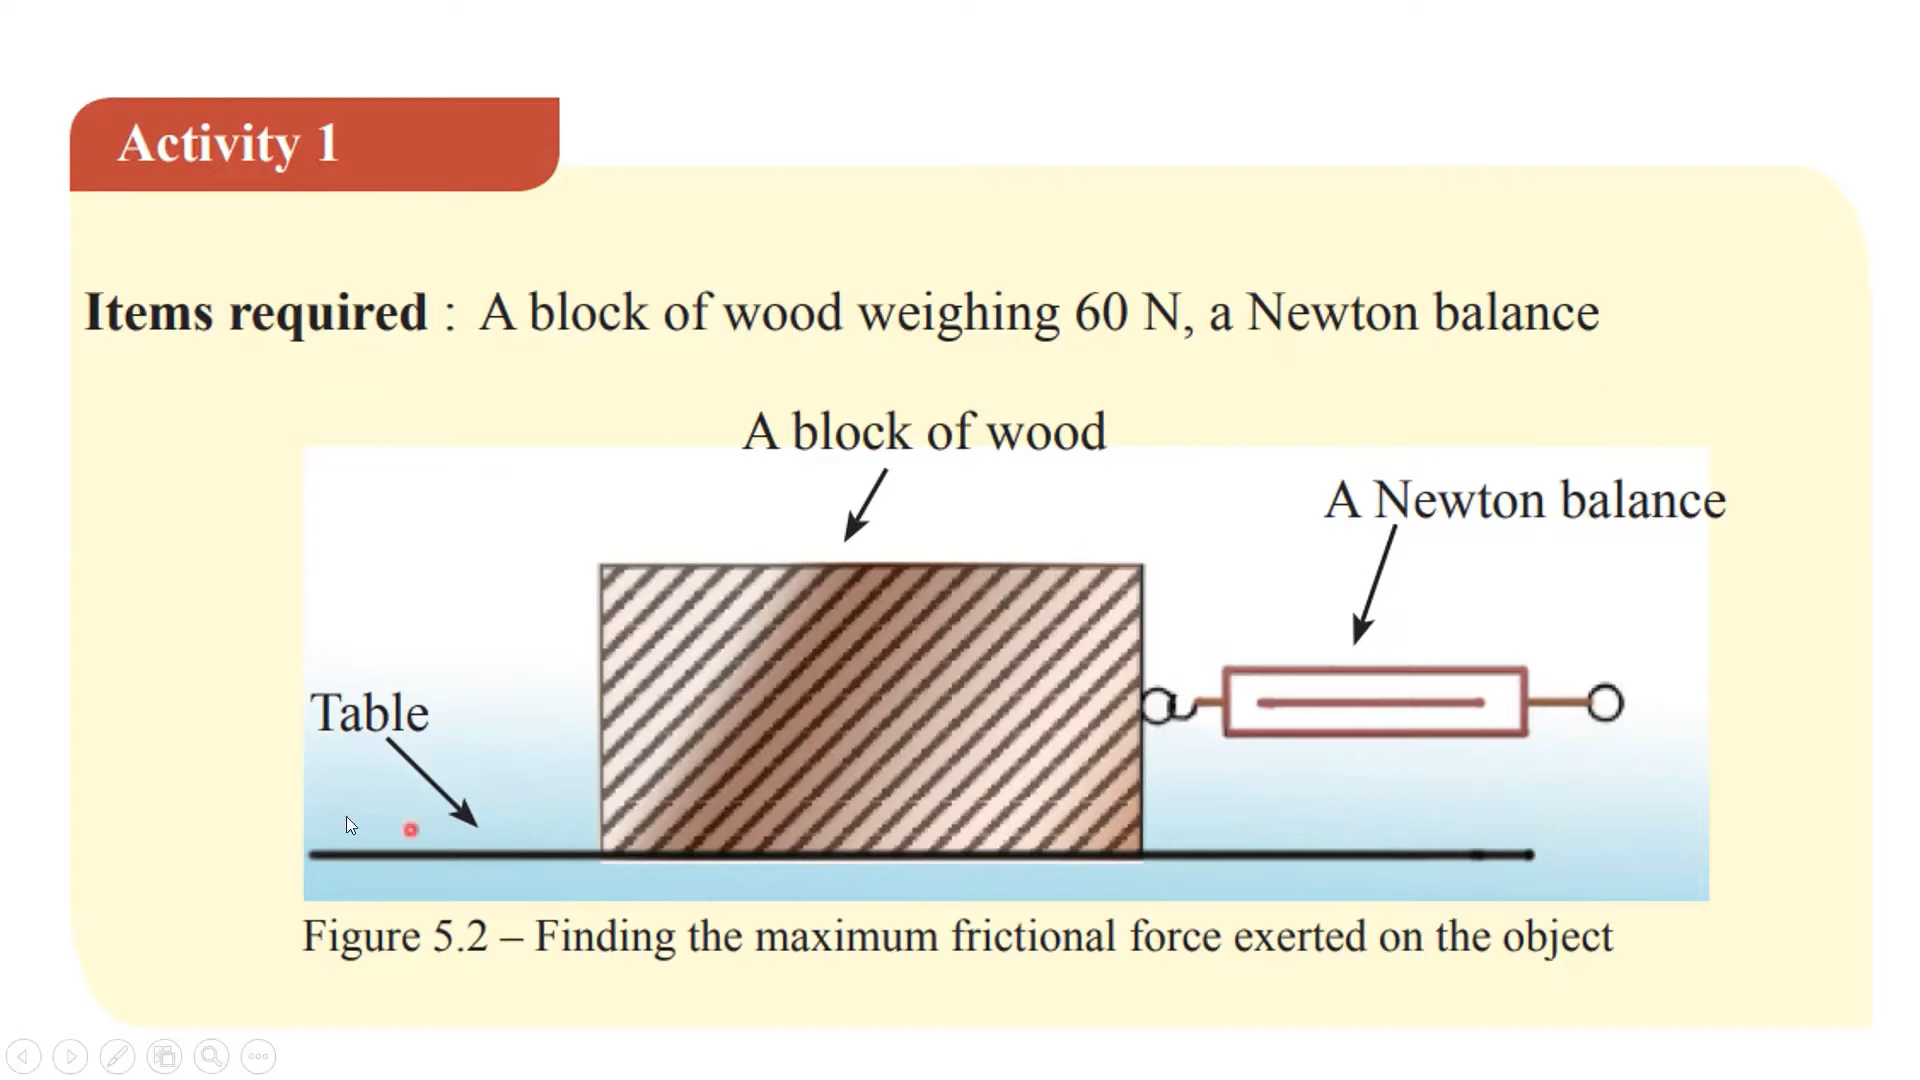 Activity 1
Items required : A block of wood weighing 60 N, a Newton balance
A block of wood
A Newton balance
Table
Figure 5.2 – Finding the maximum frictional force exerted on the object